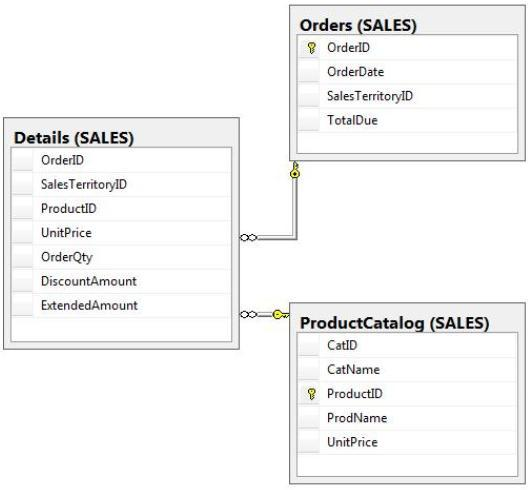 Orders (SALES)
OrderID
OrderDate
SalesTerritoryID
TotalDue
Details (SALES)
OrderID
SalesTerritoryID
ProductID
UnitPrice
OrderQty
DiscountAmount
ExtendedAmount
ProductCatalog (SALES)
CatID
CatName
ProductID
ProdName
UnitPrice